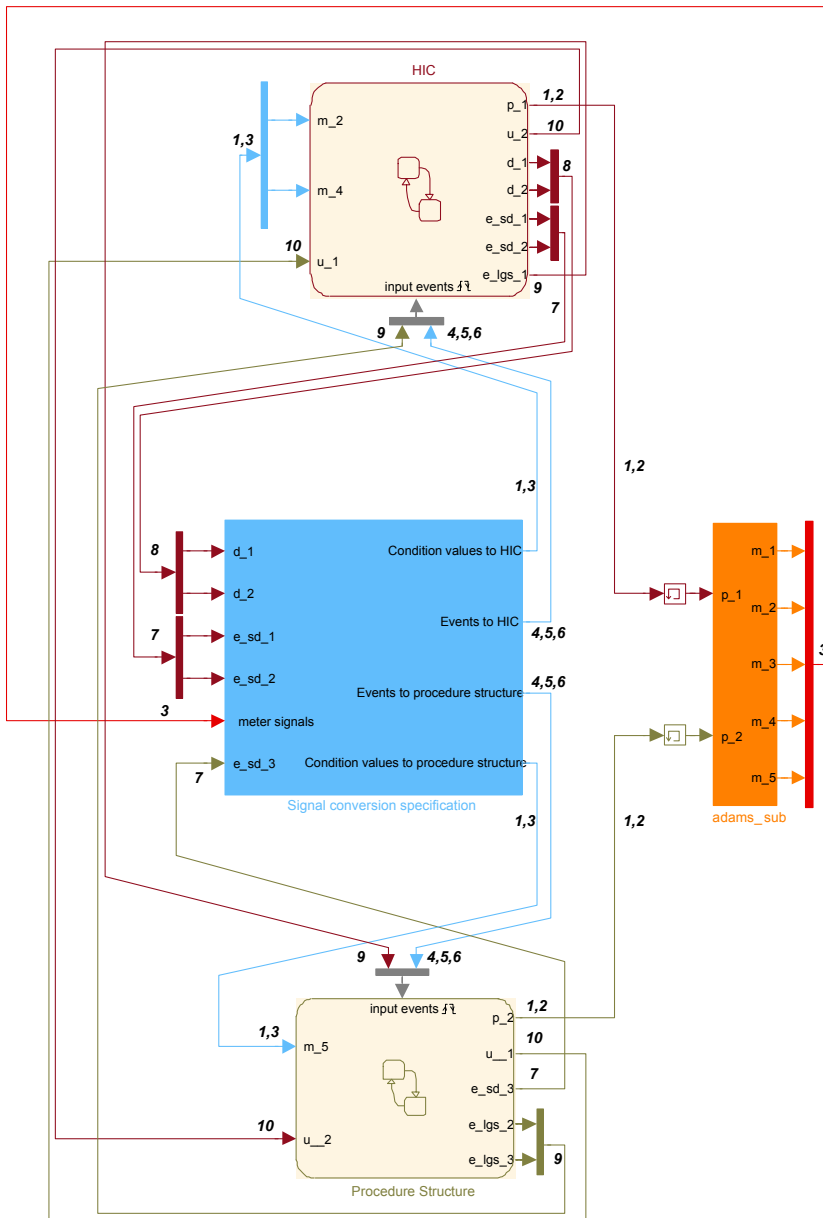 HIC
1,2
p_1
10
u_2
m_2
1,3
d_1
8
d_2
m_4
e_sd_1
e_sd_2
10
u_1
e_lgs_1
9
input events
7
9
4,5,6
1,2
1,3
8
d_1
Condition values to HIC
m_1
d_2
p_1
m_2
Events to HIC
7
e_sd_1
4,5,6
m_3
3
e_sd_2
4,5,6
Events to procedure structure
3
meter signals
m_4
p_2
7
e_sd_3
Condition values to procedure structure
m_5
Signal conversion specification
1,3
adams_sub
1,2
9
4,5,6
input events
1,2
p_2
1,3
m_5
10
u__1
7
e_sd_3
e_lgs_2
10
u__2
e_lgs_3
9
Procedure Structure